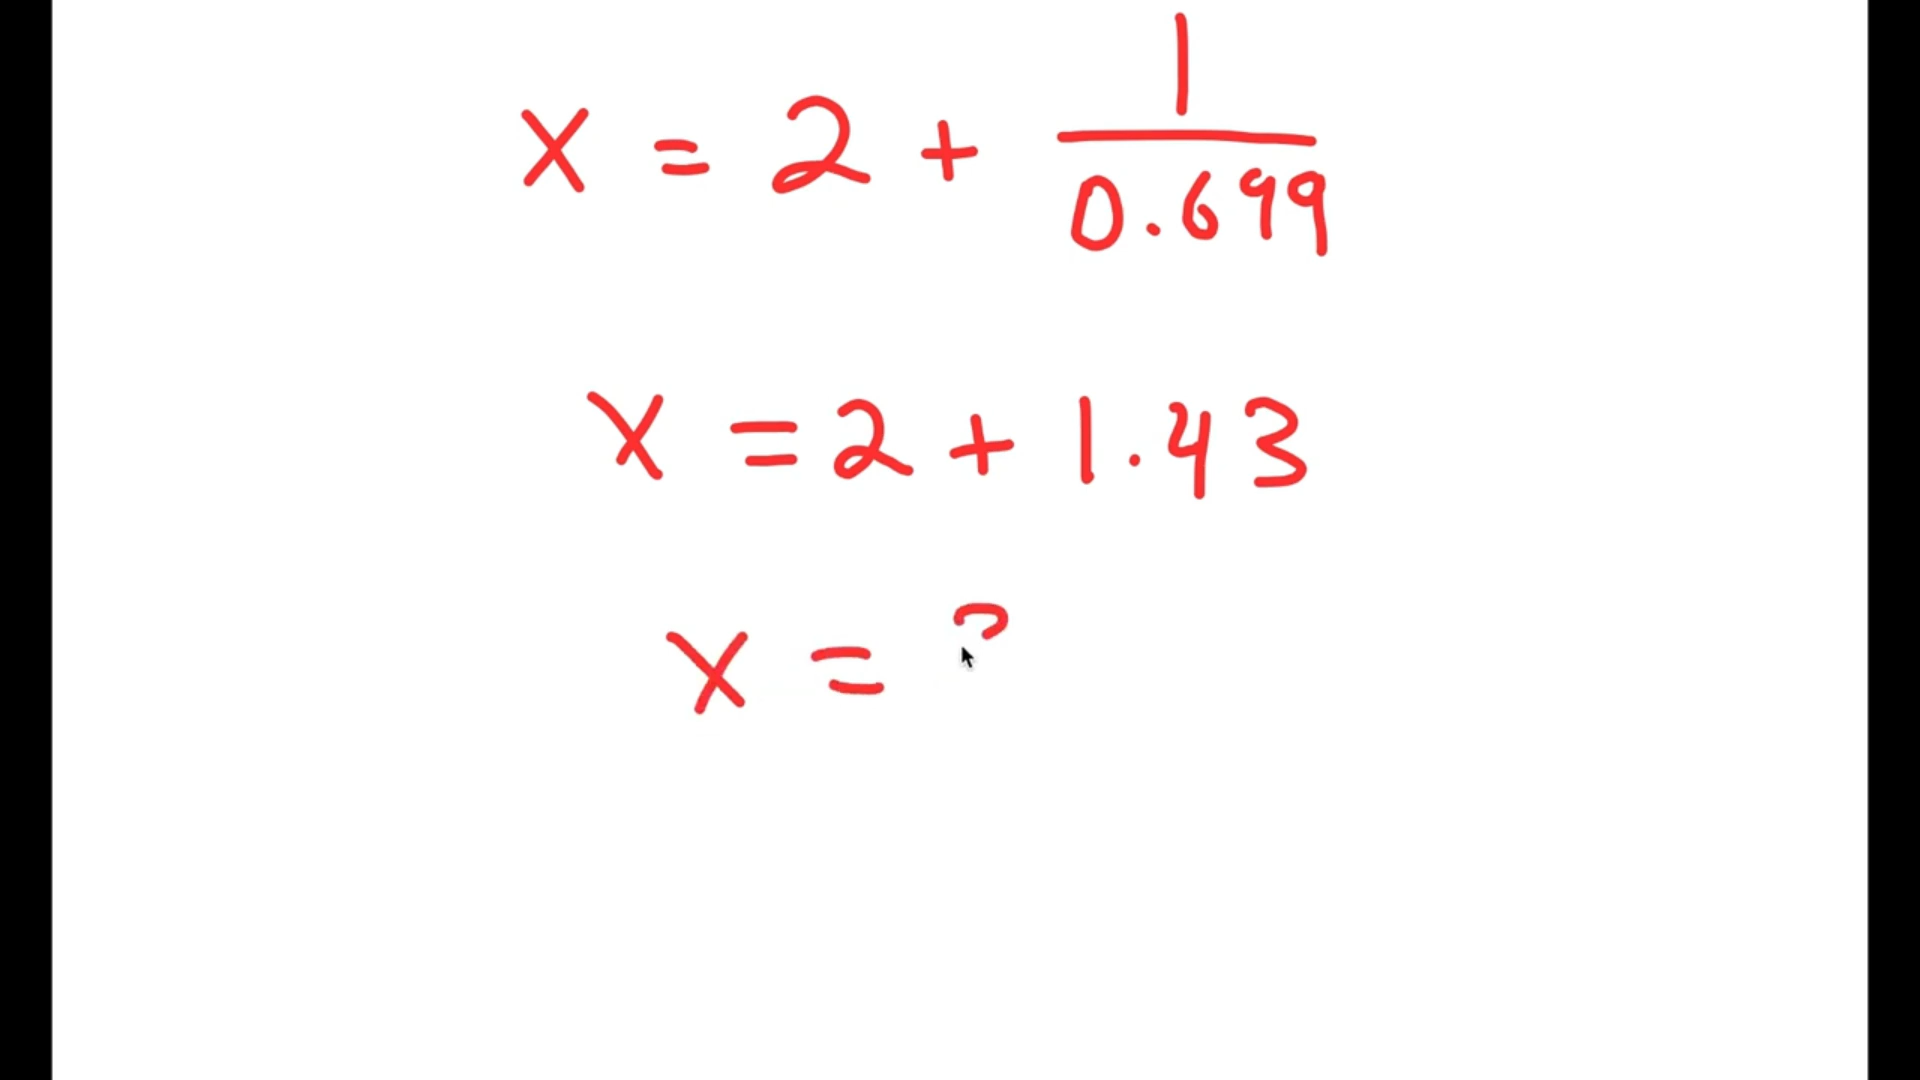 x = 2 + 1/0.699
x = 2 + 1.43
x =